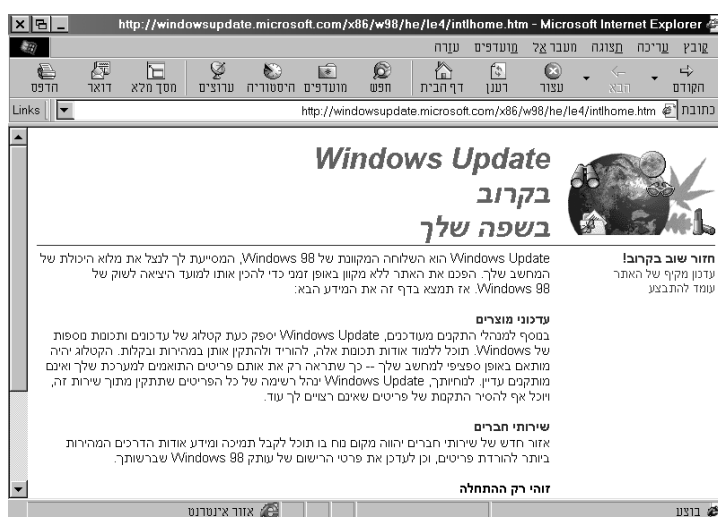 http://windowsupdate.microsoft.com/x86/w98/he/Ie4/intlhome.htm - Microsoft Internet Explorer
קובץ עריכה תצוגה מעבר אל מועדפים עזרה
הקודם הבא עצור רענן דף הבית חפש מועדפים היסטוריה ערוצים מסך מלא דואר הדפס
כתובת http://windowsupdate.microsoft.com/x86/w98/he/Ie4/intlhome.htm Links
Windows Update
בקרוב
בשפה שלך
חזור שוב בקרוב!
עדכון מקיף של האתר
עומד להתבצע
Windows Update הוא השלוחה המקוונת של Windows 98, המסייעת לך לנצל את מלוא היכולת של
המחשב שלך. הפכנו את האתר ללא מקוון באופן זמני כדי להכין אותו למועד היציאה לשוק של
Windows 98. אז תמצא בדף זה את המידע הבא:
עדכוני מוצרים
בנוסף למנהלי התקנים מעודכנים, Windows Update יספק כעת קטלוג של עדכונים ותכונות נוספות
של Windows. תוכל ללמוד אודות תכונות אלה, להוריד ולהתקין אותן במהירות ובקלות. הקטלוג יהיה
מותאם באופן ספציפי למחשב שלך -- כך שתראה רק את אותם פריטים התואמים למערכת שלך ואינם
מותקנים עדיין. לנוחיותך, Windows Update ינהל רשימה של כל הפריטים שתתקין מתוך שירות זה,
ויוכל אף להסיר התקנות של פריטים שאינם רצויים לך עוד.
שירותי חברים
אזור חדש של שירותי חברים יהווה מקום נוח בו תוכל לקבל תמיכה ומידע אודות הדרכים המהירות
ביותר להורדת פריטים, וכן לעדכן את פרטי הרישום של עותק Windows 98 שברשותך.
זוהי רק ההתחלה
בוצע אזור אינטרנט